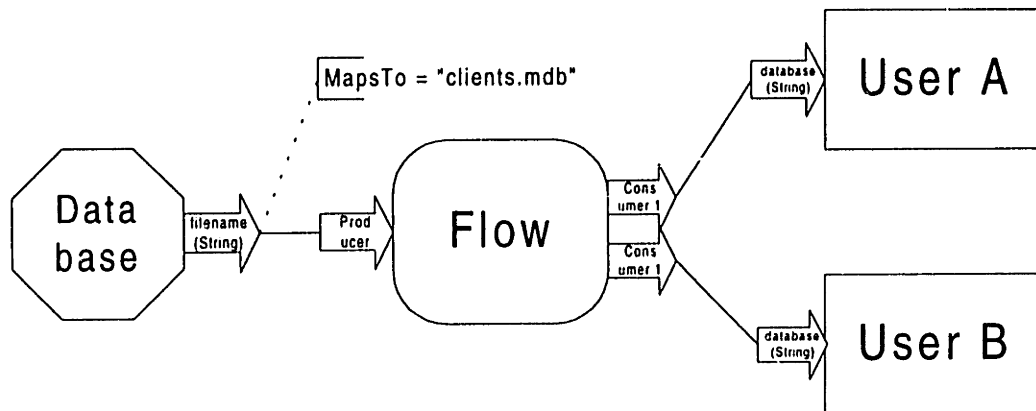 MapsTo = "clients.mdb"
Data
base
filename
(String)
Prod
ucer
Flow
Cons
umer 1
Cons
umer 1
database
(String)
User A
database
(String)
User B